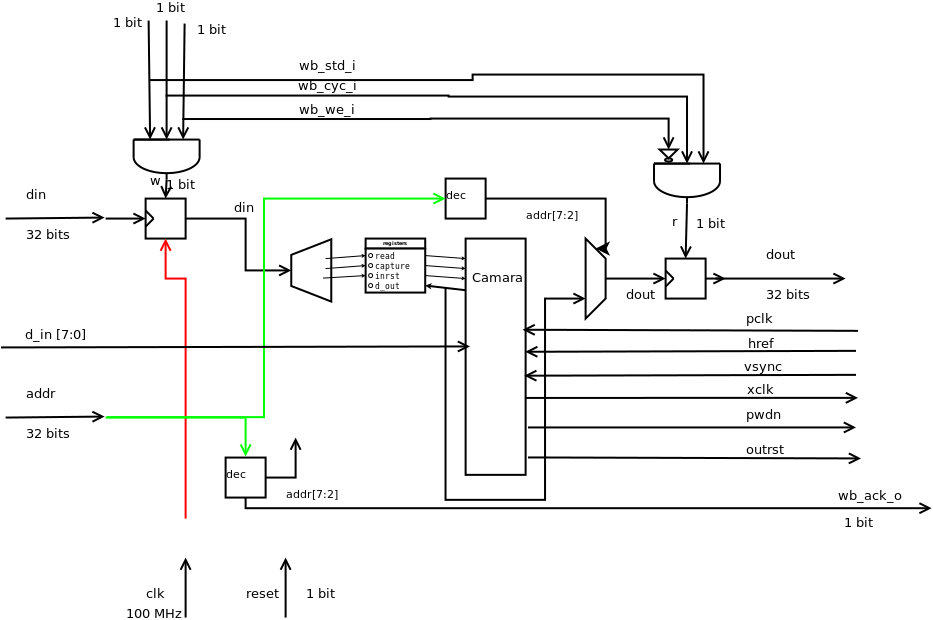 1 bit
1 bit
1 bit
wb_std_i
wb_cyc_i
wb_we_i
w
1 bit
din
32 bits
din
dec
addr[7:2]
r
1 bit
registers
read
capture
inrst
d_out
Camara
dout
dout
32 bits
pclk
href
vsync
xclk
pwdn
outrst
d_in [7:0]
addr
32 bits
dec
addr[7:2]
wb_ack_o
1 bit
clk
100 MHz
reset
1 bit